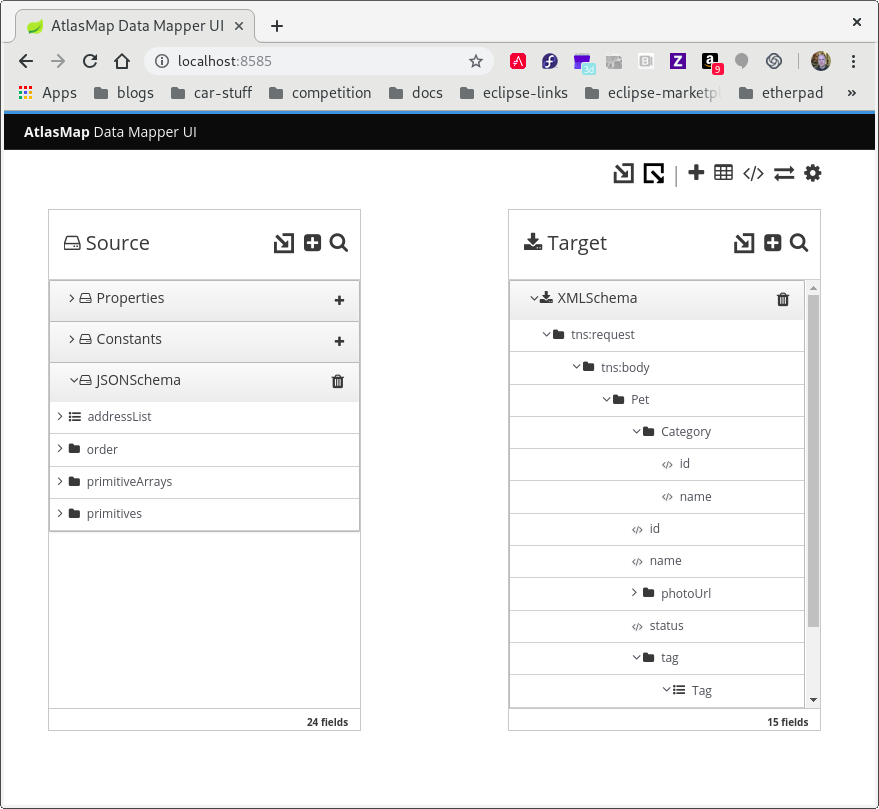 AtlasMap Data Mapper UI
localhost:8585
3d
9
Apps blogs car-stuff competition docs eclipse-links eclipse-marketpl etherpad »
AtlasMap Data Mapper UI
Source
Properties
Constants
JSONSchema
addressList
order
primitiveArrays
primitives
24 fields
Target
XMLSchema
tns:request
tns:body
Pet
Category
id
name
id
name
photoUrl
status
tag
Tag
15 fields